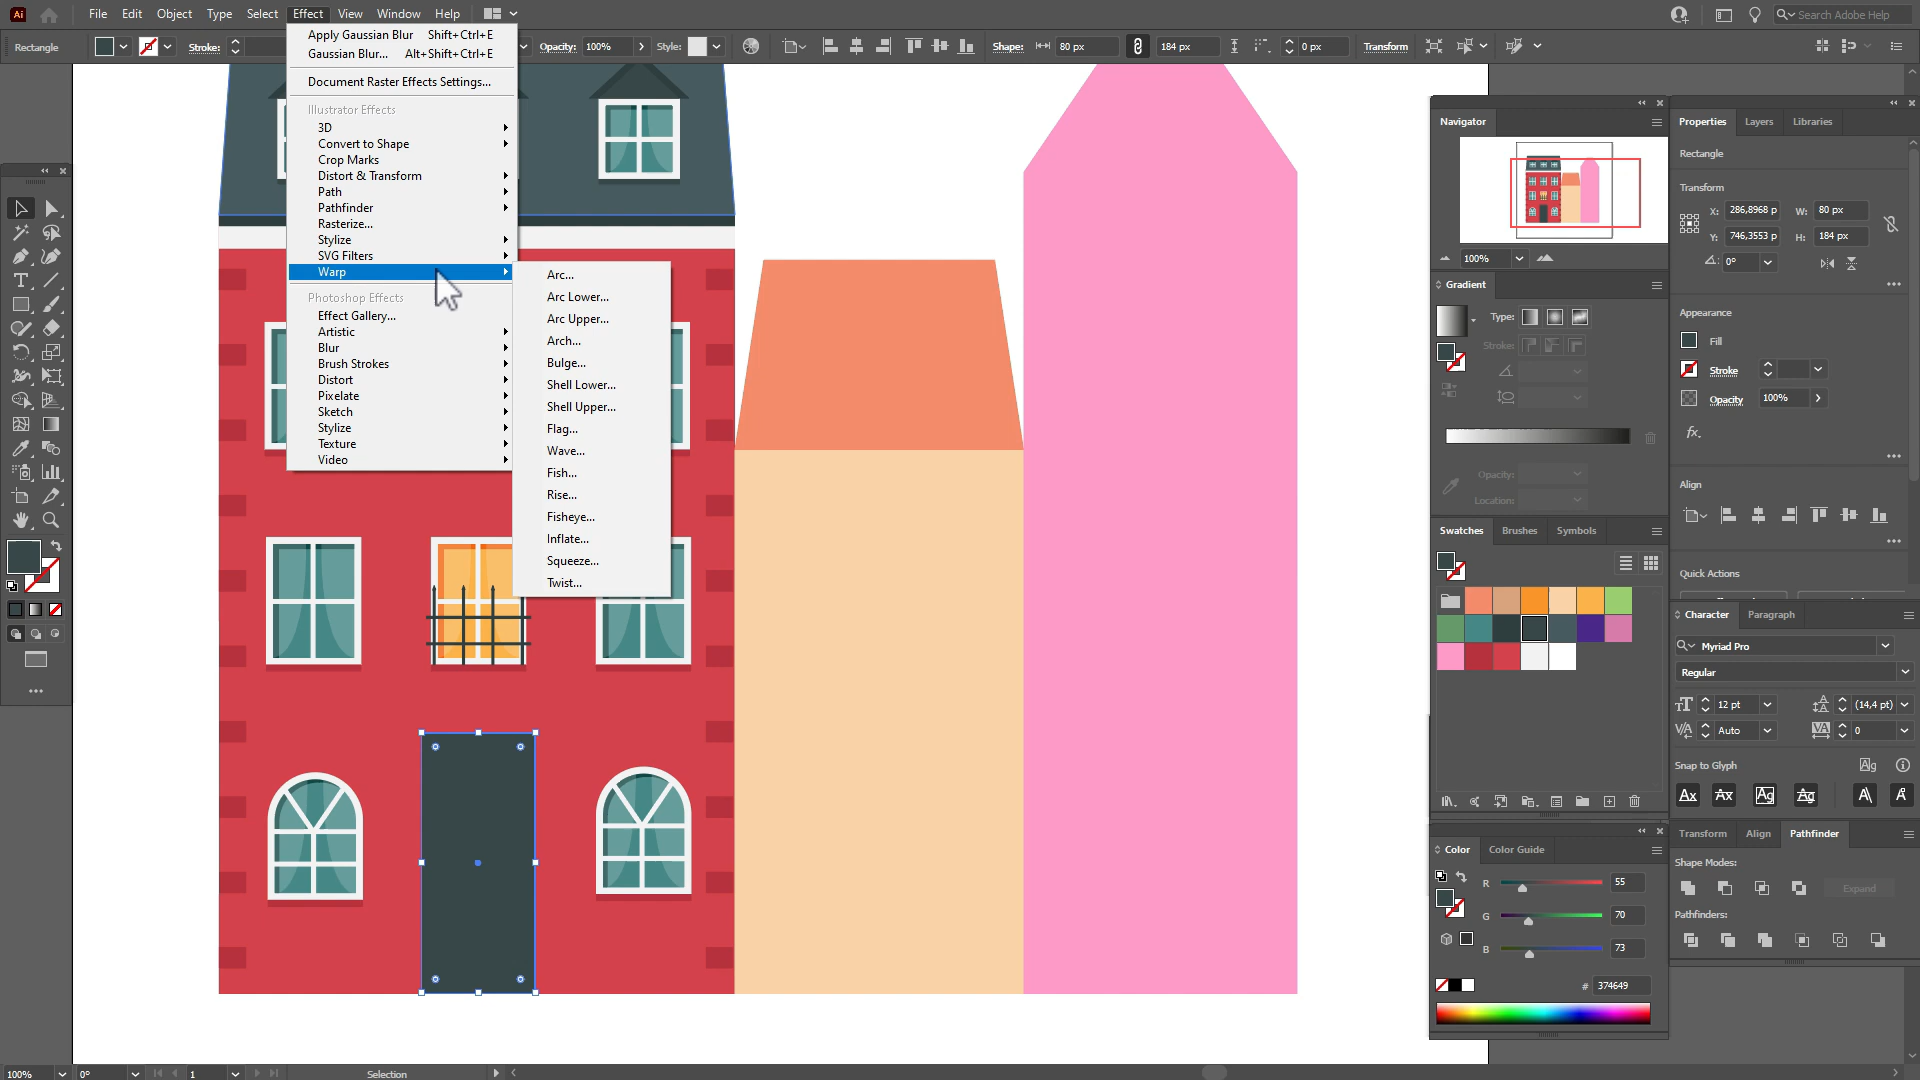 Ai File Edit Object Type Select Effect View Window Help Search Adobe Help
Rectangle Stroke: Opacity: 100% Style: Shape: 80 px 184 px 0 px Transform
Apply Gaussian Blur Shift+Ctrl+E
Gaussian Blur... Alt+Shift+Ctrl+E
Document Raster Effects Settings...
Illustrator Effects
3D
Convert to Shape
Crop Marks
Distort & Transform
Path
Pathfinder
Rasterize...
Stylize
SVG Filters
Warp
Photoshop Effects
Effect Gallery...
Artistic
Blur
Brush Strokes
Distort
Pixelate
Sketch
Stylize
Texture
Video
Arc...
Arc Lower...
Arc Upper...
Arch...
Bulge...
Shell Lower...
Shell Upper...
Flag...
Wave...
Fish...
Rise...
Fisheye...
Inflate...
Squeeze...
Twist...
Navigator
100%
Gradient
Type:
Stroke:
Opacity:
Location:
Swatches Brushes Symbols
Color Color Guide
R 55
G 70
B 73
# 374649
Properties Layers Libraries
Rectangle
Transform
X: 286,8968 p W: 80 px
Y: 746,3553 p H: 184 px
0°
Appearance
Fill
Stroke
Opacity 100%
fx.
Align
Quick Actions
Character Paragraph
Myriad Pro
Regular
12 pt (14,4 pt)
Auto 0
Snap to Glyph
Transform Align Pathfinder
Shape Modes:
Expand
Pathfinders:
100% 0° 1 Selection